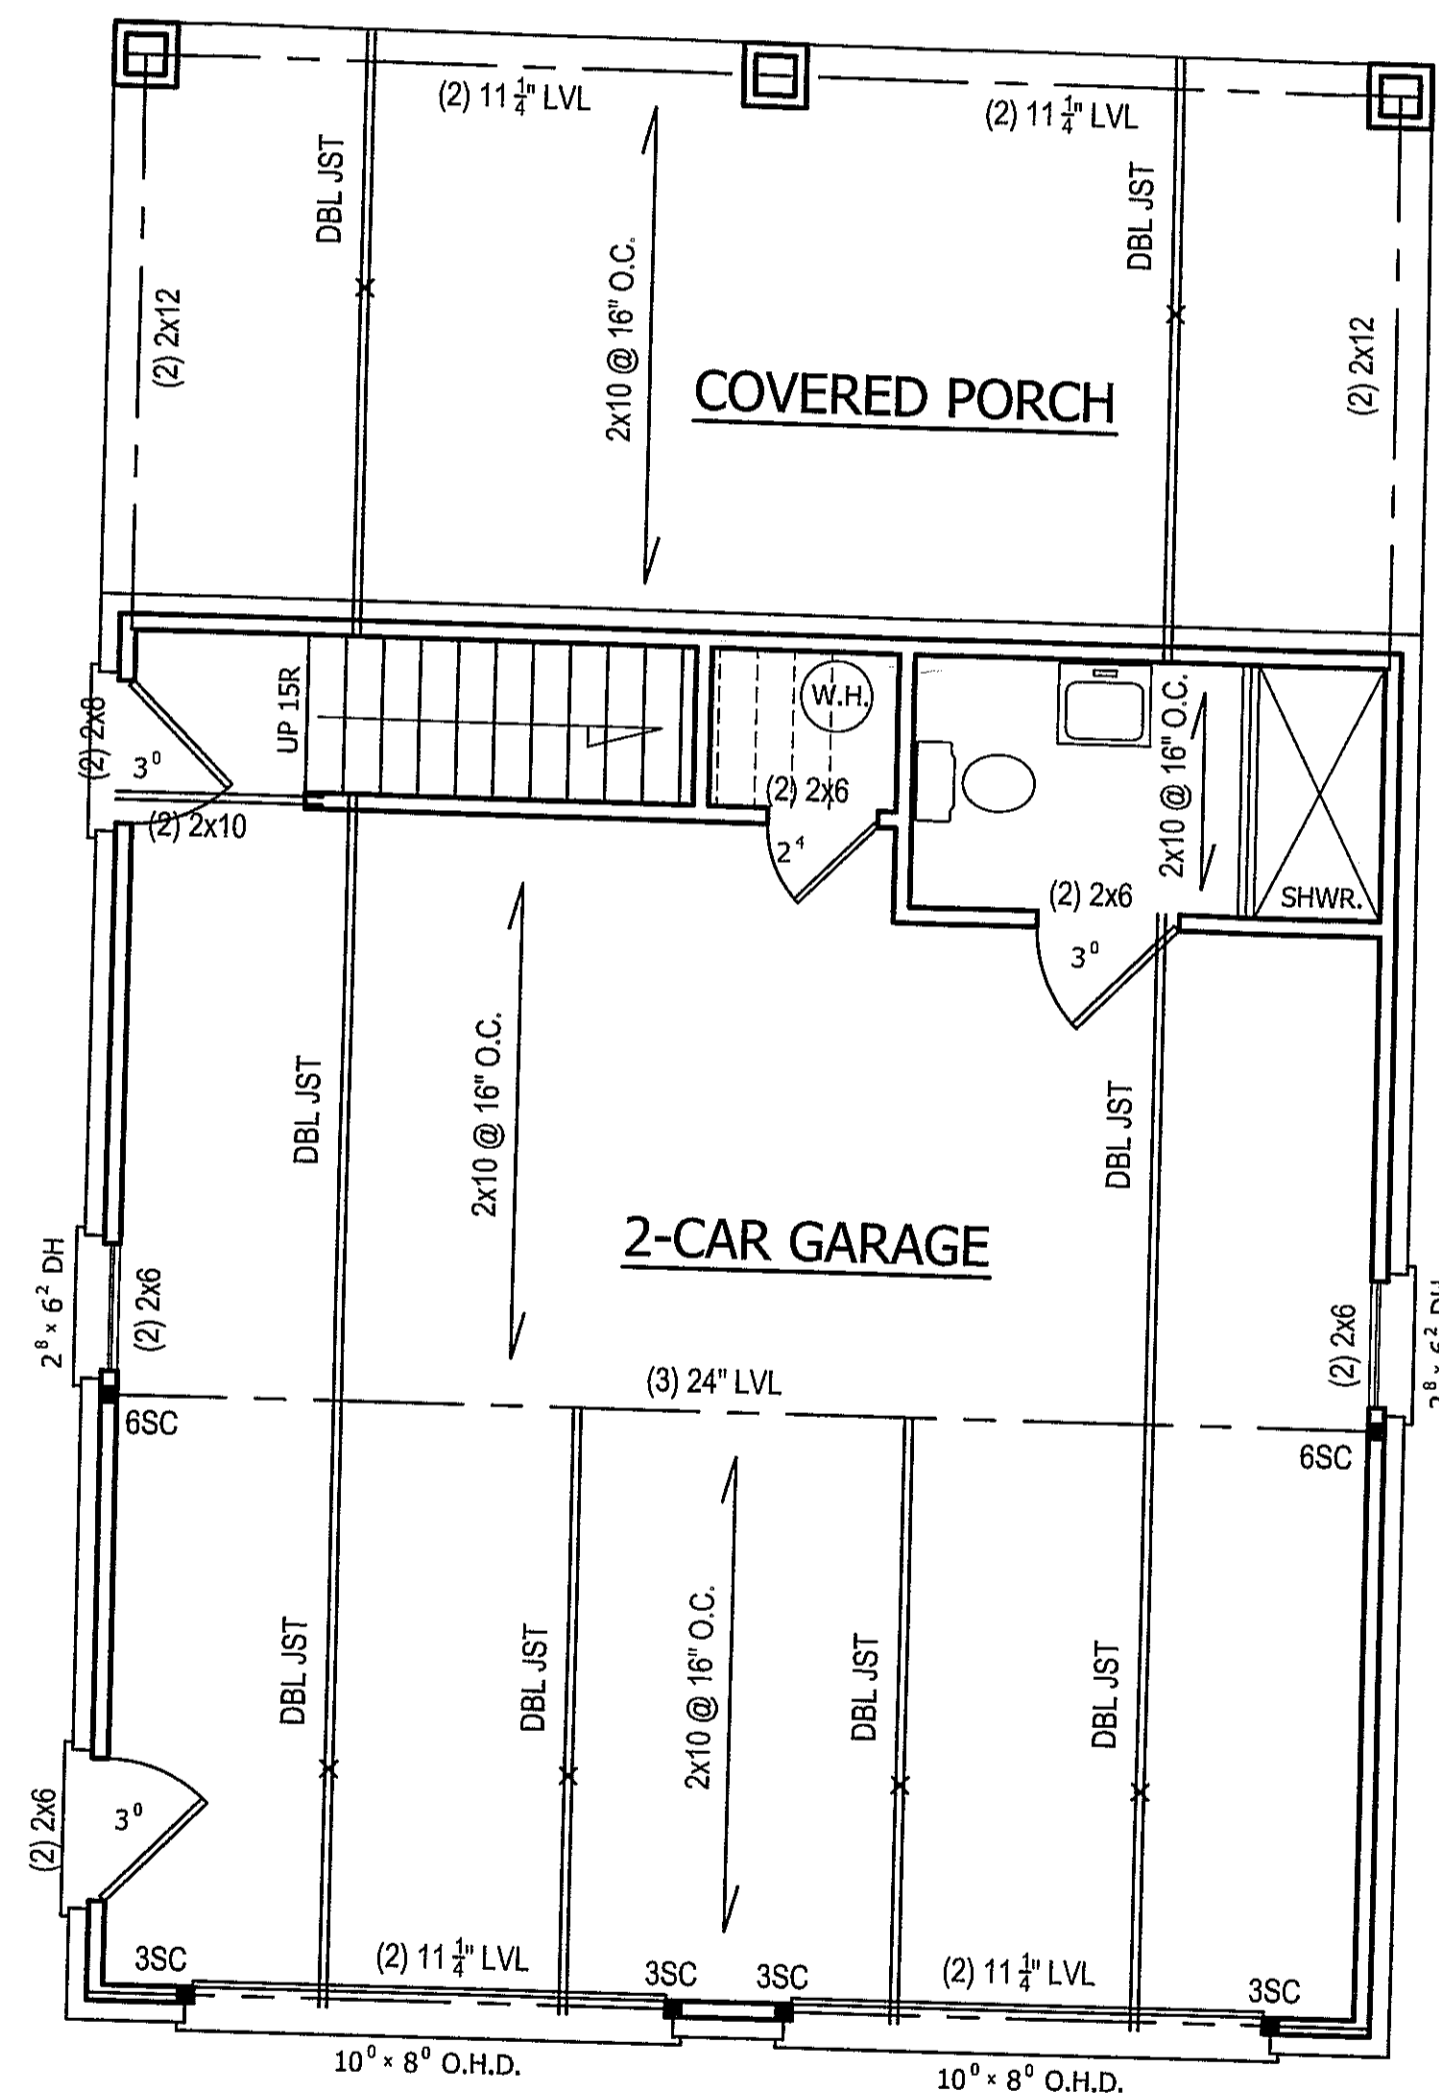 (2) 11 1/4" LVL
(2) 11 1/4" LVL
DBL JST
DBL JST
(2) 2x12
2x10 @ 16" O.C.
(2) 2x12
COVERED PORCH
UP 15R
W.H.
2x10 @ 16" O.C.
(2) 2x8
3⁰
(2) 2x10
(2) 2x6
2⁴
(2) 2x6
SHWR.
3⁰
2x10 @ 16" O.C.
DBL JST
DBL JST
2-CAR GARAGE
2⁸ x 6² DH
(2) 2x6
(2) 2x6
2⁸ x 6² DH
(3) 24" LVL
6SC
6SC
DBL JST
DBL JST
2x10 @ 16" O.C.
DBL JST
DBL JST
(2) 2x6
3⁰
3SC
(2) 11 1/4" LVL
3SC
3SC
(2) 11 1/4" LVL
3SC
10⁰ x 8⁰ O.H.D.
10⁰ x 8⁰ O.H.D.